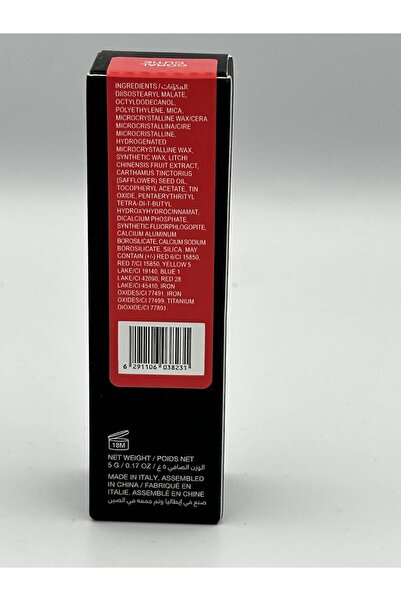 INGREDIENTS / المكوّنات:
DIISOSTEARYL MALATE,
OCTYLDODECANOL,
POLYETHYLENE, MICA,
MICROCRYSTALLINE WAX/CERA
MICROCRISTALLINA/CIRE
MICROCRISTALLINE,
HYDROGENATED
MICROCRYSTALLINE WAX,
SYNTHETIC WAX, LITCHI
CHINENSIS FRUIT EXTRACT,
CARTHAMUS TINCTORIUS
(SAFFLOWER) SEED OIL,
TOCOPHERYL ACETATE, TIN
OXIDE, PENTAERYTHRITYL
TETRA-DI-T-BUTYL
HYDROXYHYDROCINNAMAT,
DICALCIUM PHOSPHATE,
SYNTHETIC FLUORPHLOGOPITE,
CALCIUM ALUMINUM
BOROSILICATE, CALCIUM SODIUM
BOROSILICATE, SILICA, MAY
CONTAIN (+/-) RED 6/CI 15850,
RED 7/CI 15850, YELLOW 5
LAKE/CI 19140, BLUE 1
LAKE/CI 42090, RED 28
LAKE/CI 45410, IRON
OXIDES/CI 77491, IRON
OXIDES/CI 77499, TITANIUM
DIOXIDE/CI 77891.
6 291106 038231
18M
NET WEIGHT / POIDS NET
5 G / 0.17 OZ / الوزن الصافي ٥ غ
MADE IN ITALY, ASSEMBLED
IN CHINA / FABRIQUÉ EN
ITALIE, ASSEMBLÉ EN CHINE
صنع في إيطاليا وتم جمعه في الصين